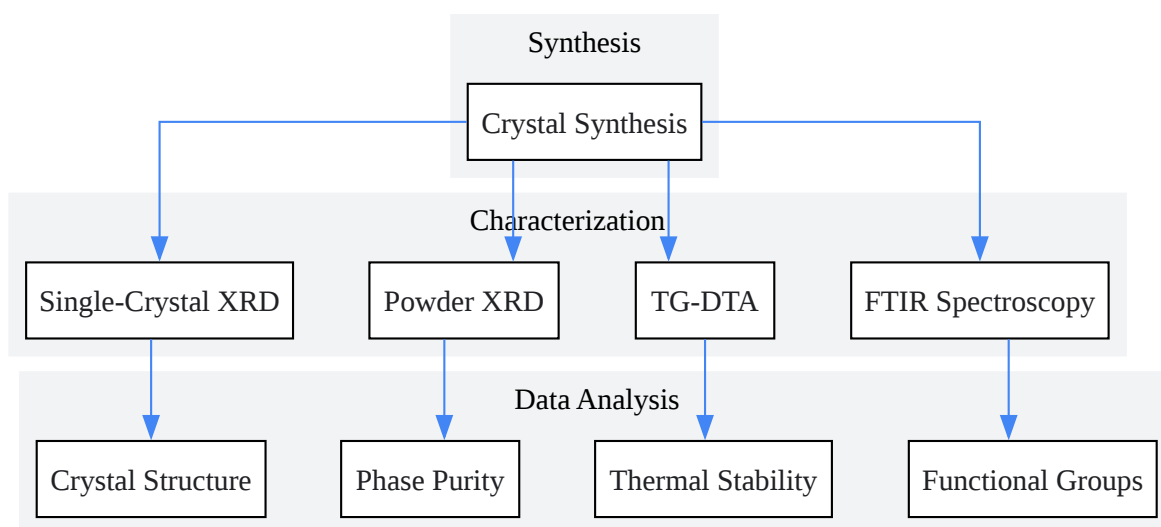 Synthesis
Crystal Synthesis
Characterization
Single-Crystal XRD
Powder XRD
TG-DTA
FTIR Spectroscopy
Data Analysis
Crystal Structure
Phase Purity
Thermal Stability
Functional Groups